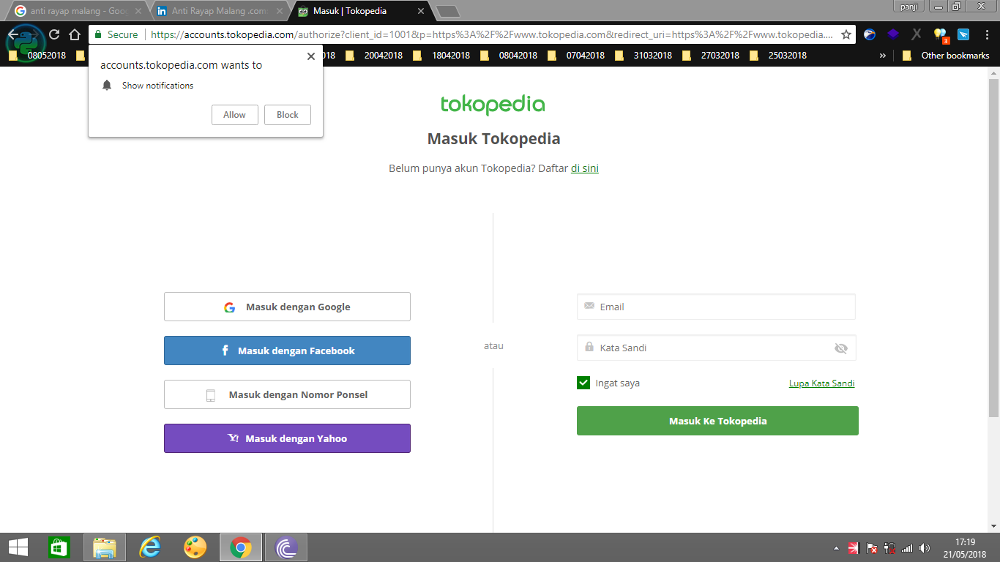 anti rayap malang - Goo
Anti Rayap Malang .com
Masuk | Tokopedia
panji
Secure
https://accounts.tokopedia.com/authorize?client_id=1001&p=https%3A%2F%2Fwww.tokopedia.com&redirect_uri=https%3A%2F%2Fwww.tokopedia....
3
08052018
018
20042018
18042018
08042018
07042018
31032018
27032018
25032018
»
Other bookmarks
accounts.tokopedia.com wants to
Show notifications
Allow
Block
tokopedia
Masuk Tokopedia
Belum punya akun Tokopedia? Daftar di sini
Masuk dengan Google
Masuk dengan Facebook
Masuk dengan Nomor Ponsel
Masuk dengan Yahoo
atau
Email
Kata Sandi
Ingat saya
Lupa Kata Sandi
Masuk Ke Tokopedia
17:19
21/05/2018